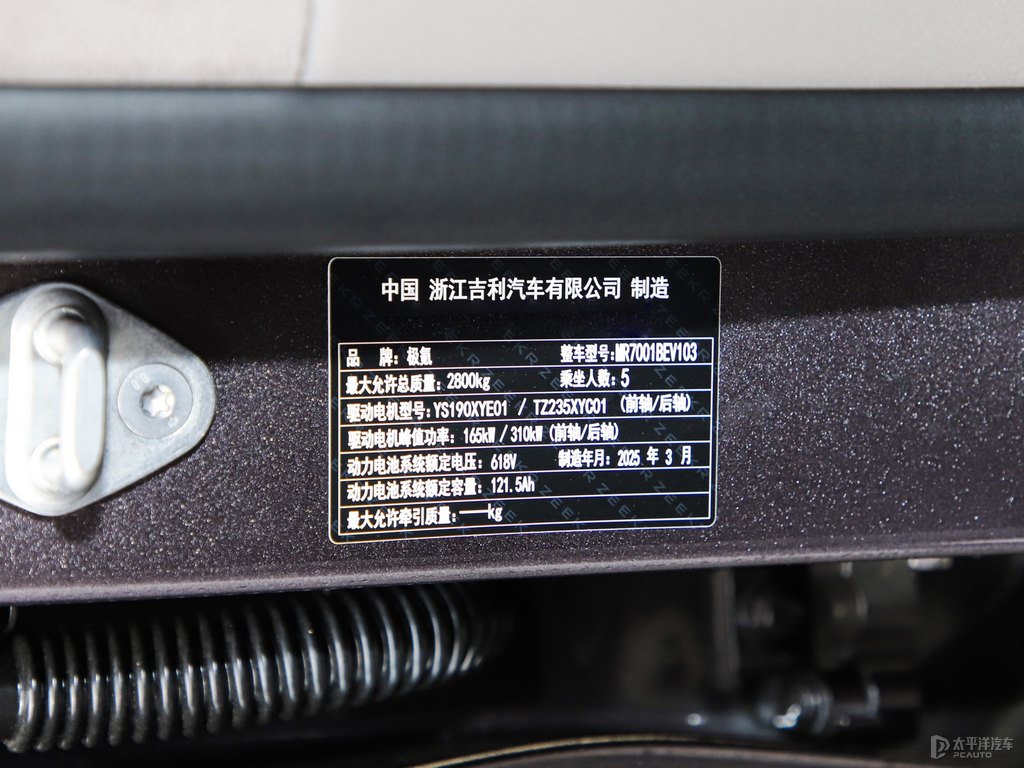 中国 浙江吉利汽车有限公司 制造
品 牌：极氪 整车型号：MR7001BEV103
最大允许总质量：2800kg 乘坐人数：5
驱动电机型号：YS190XYE01 / TZ235XYC01 (前轴/后轴)
驱动电机峰值功率：165kW / 310kW (前轴/后轴)
动力电池系统额定电压：618V 制造年月：2025 年 3 月
动力电池系统额定容量：121.5Ah
最大允许牵引质量：——kg
太平洋汽车
PCAUTO